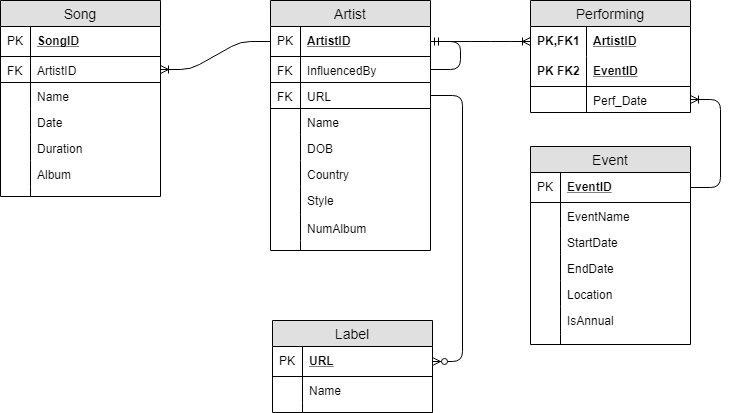 Song
PK SongID
FK ArtistID
Name
Date
Duration
Album
Artist
PK ArtistID
FK InfluencedBy
FK URL
Name
DOB
Country
Style
NumAlbum
Performing
PK,FK1 ArtistID
PK FK2 EventID
Perf_Date
Event
PK EventID
EventName
StartDate
EndDate
Location
IsAnnual
Label
PK URL
Name